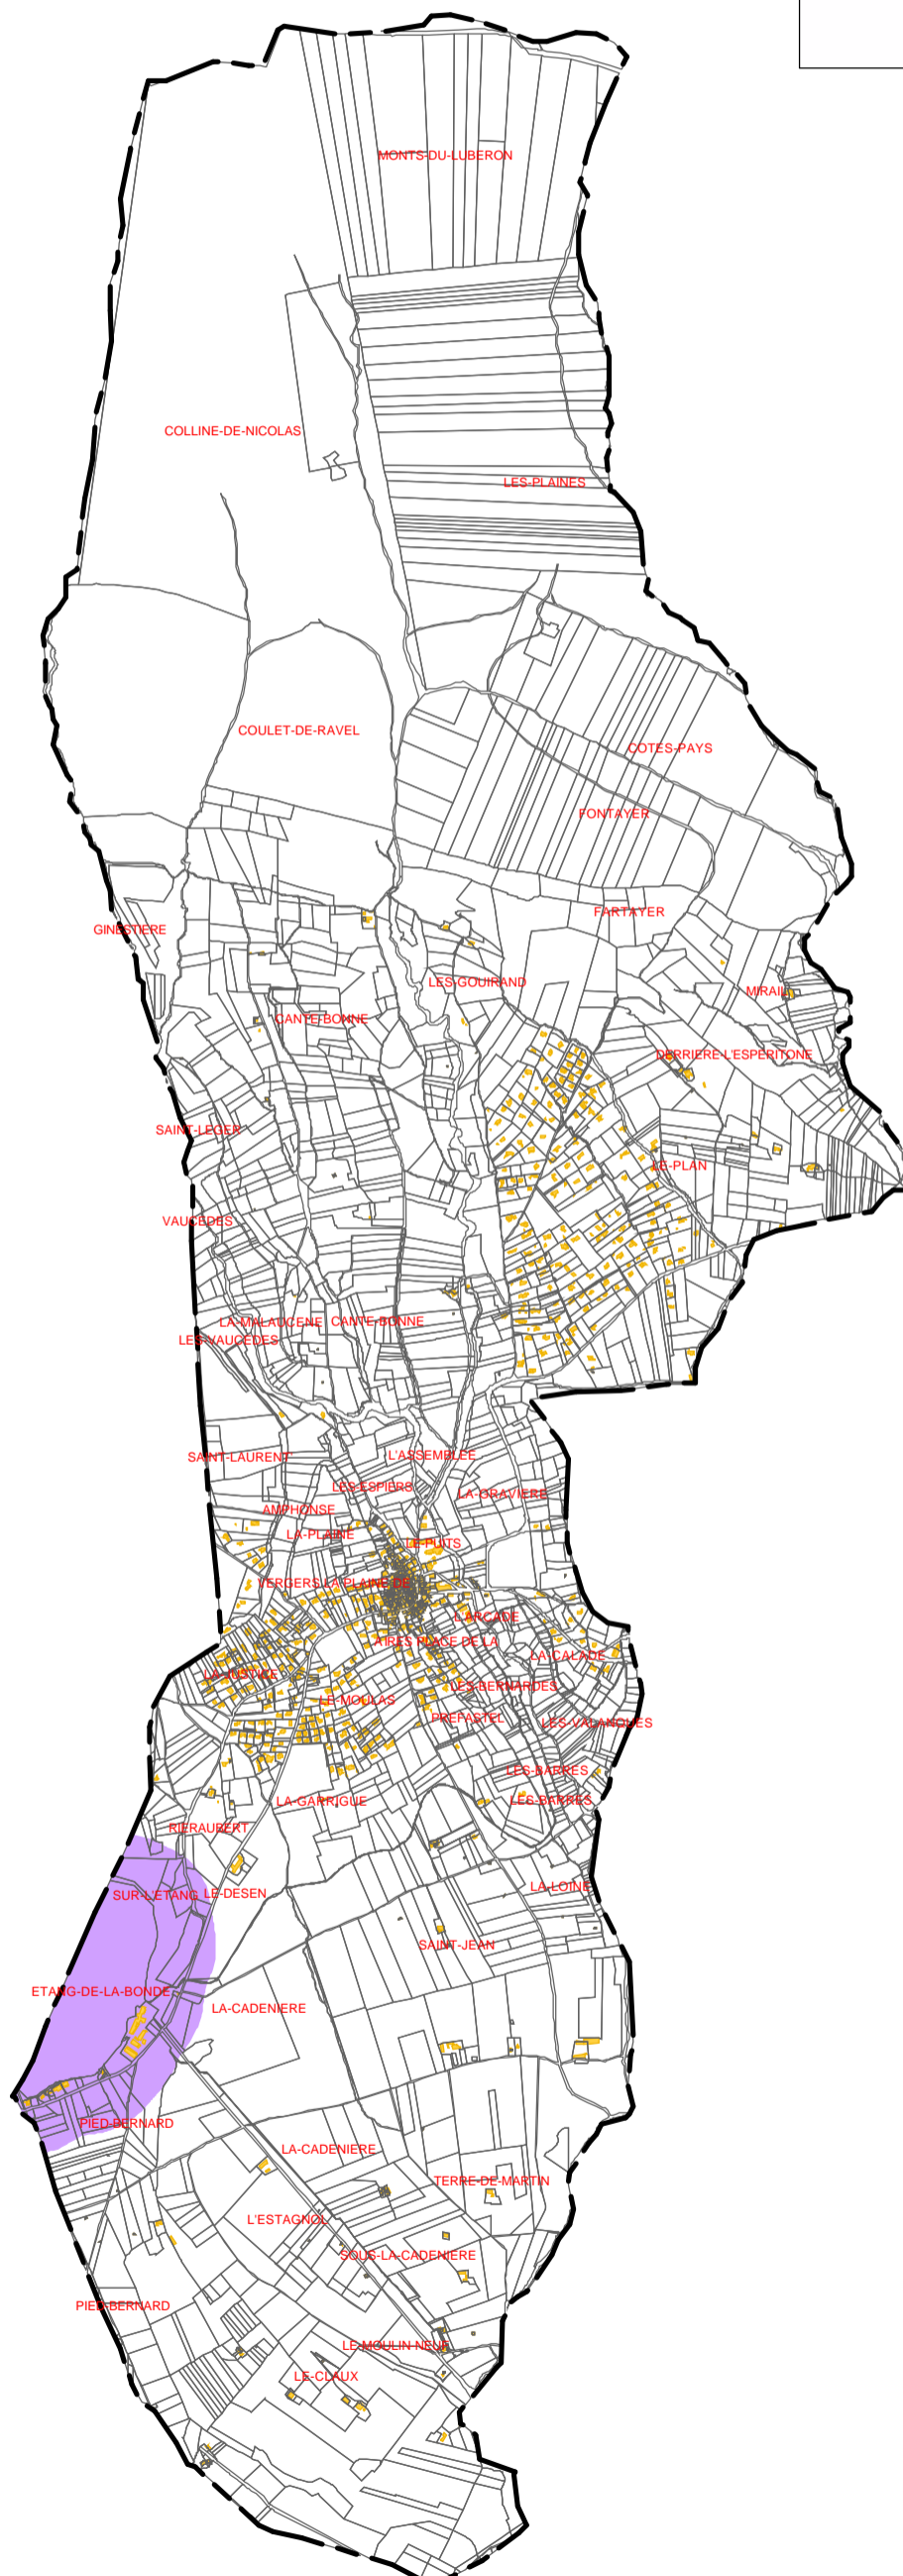 MONTS-DU-LUBERON
COLLINE-DE-NICOLAS
LES-PLAINES
COULET-DE-RAVEL
COTES-PAYS
FONTAYER
FARTAYER
GINESTIERE
LES-GOUIRAND
MIRAIL
CANTE-BONNE
DERRIERE-L'ESPERITONE
SAINT-LEGER
LE-PLAN
VAUCEDES
LA-MALAUCENE
CANTE-BONNE
LES-VAUCEDES
SAINT-LAURENT
L'ASSEMBLEE
LES-ESPIERS
LA-GRAVIERE
AMPHONSE
LA-PLAINE
LE-PUITS
VERGERS LA PLAINE DE
L'ARCADE
AIRES PLACE DE LA
LA-CALADE
LA-JUSTICE
LES-BERNARDES
LE-MOULAS
PREFASTEL
LES-VALANQUES
LES-BARRES
LA-GARRIGUE
LES-BARRES
RIERAUBERT
LA-LOINE
SUR-L'ETANG
LE-DESEN
SAINT-JEAN
ETANG-DE-LA-BONDE
LA-CADENIERE
PIED-BERNARD
LA-CADENIERE
TERRE-DE-MARTIN
L'ESTAGNOL
SOUS-LA-CADENIERE
PIED-BERNARD
LE-MOULIN-NEUF
LE-CLAUX